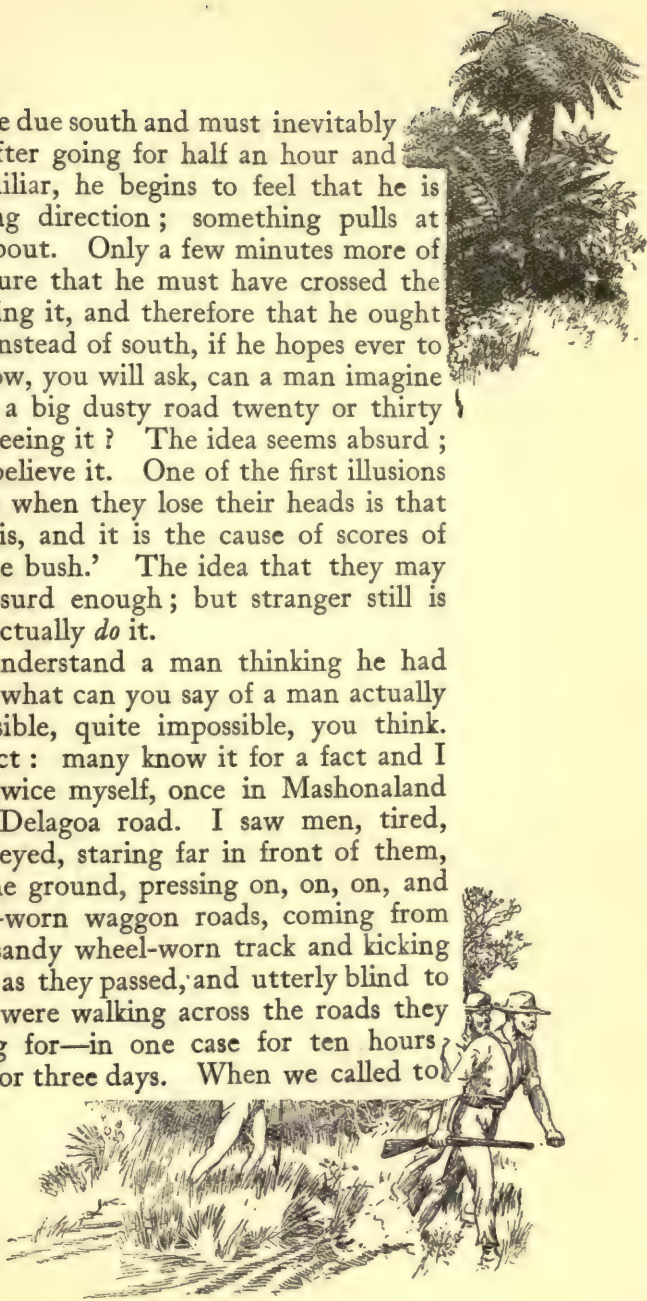 e due south and must inevitably
fter going for half an hour and
iliar, he begins to feel that he is
ng direction ; something pulls at
bout. Only a few minutes more of
ure that he must have crossed the
ing it, and therefore that he ought
nstead of south, if he hopes ever to
ow, you will ask, can a man imagine
a big dusty road twenty or thirty
eeing it ? The idea seems absurd ;
believe it. One of the first illusions
when they lose their heads is that
is, and it is the cause of scores of
e bush.’ The idea that they may
surd enough ; but stranger still is
ctually do it.
nderstand a man thinking he had
what can you say of a man actually
sible, quite impossible, you think.
ct : many know it for a fact and I
wice myself, once in Mashonaland
Delagoa road. I saw men, tired,
eyed, staring far in front of them,
e ground, pressing on, on, on, and
-worn waggon roads, coming from
sandy wheel-worn track and kicking
as they passed, and utterly blind to
were walking across the roads they
g for—in one case for ten hours
or three days. When we called to